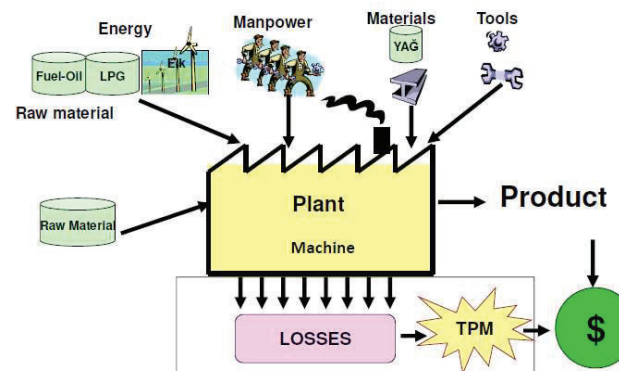 Energy
Manpower
Materials
Tools
Fuel-Oil
LPG
Elk
YAĞ
Raw material
Raw Material
Plant
Machine
Product
LOSSES
TPM
$